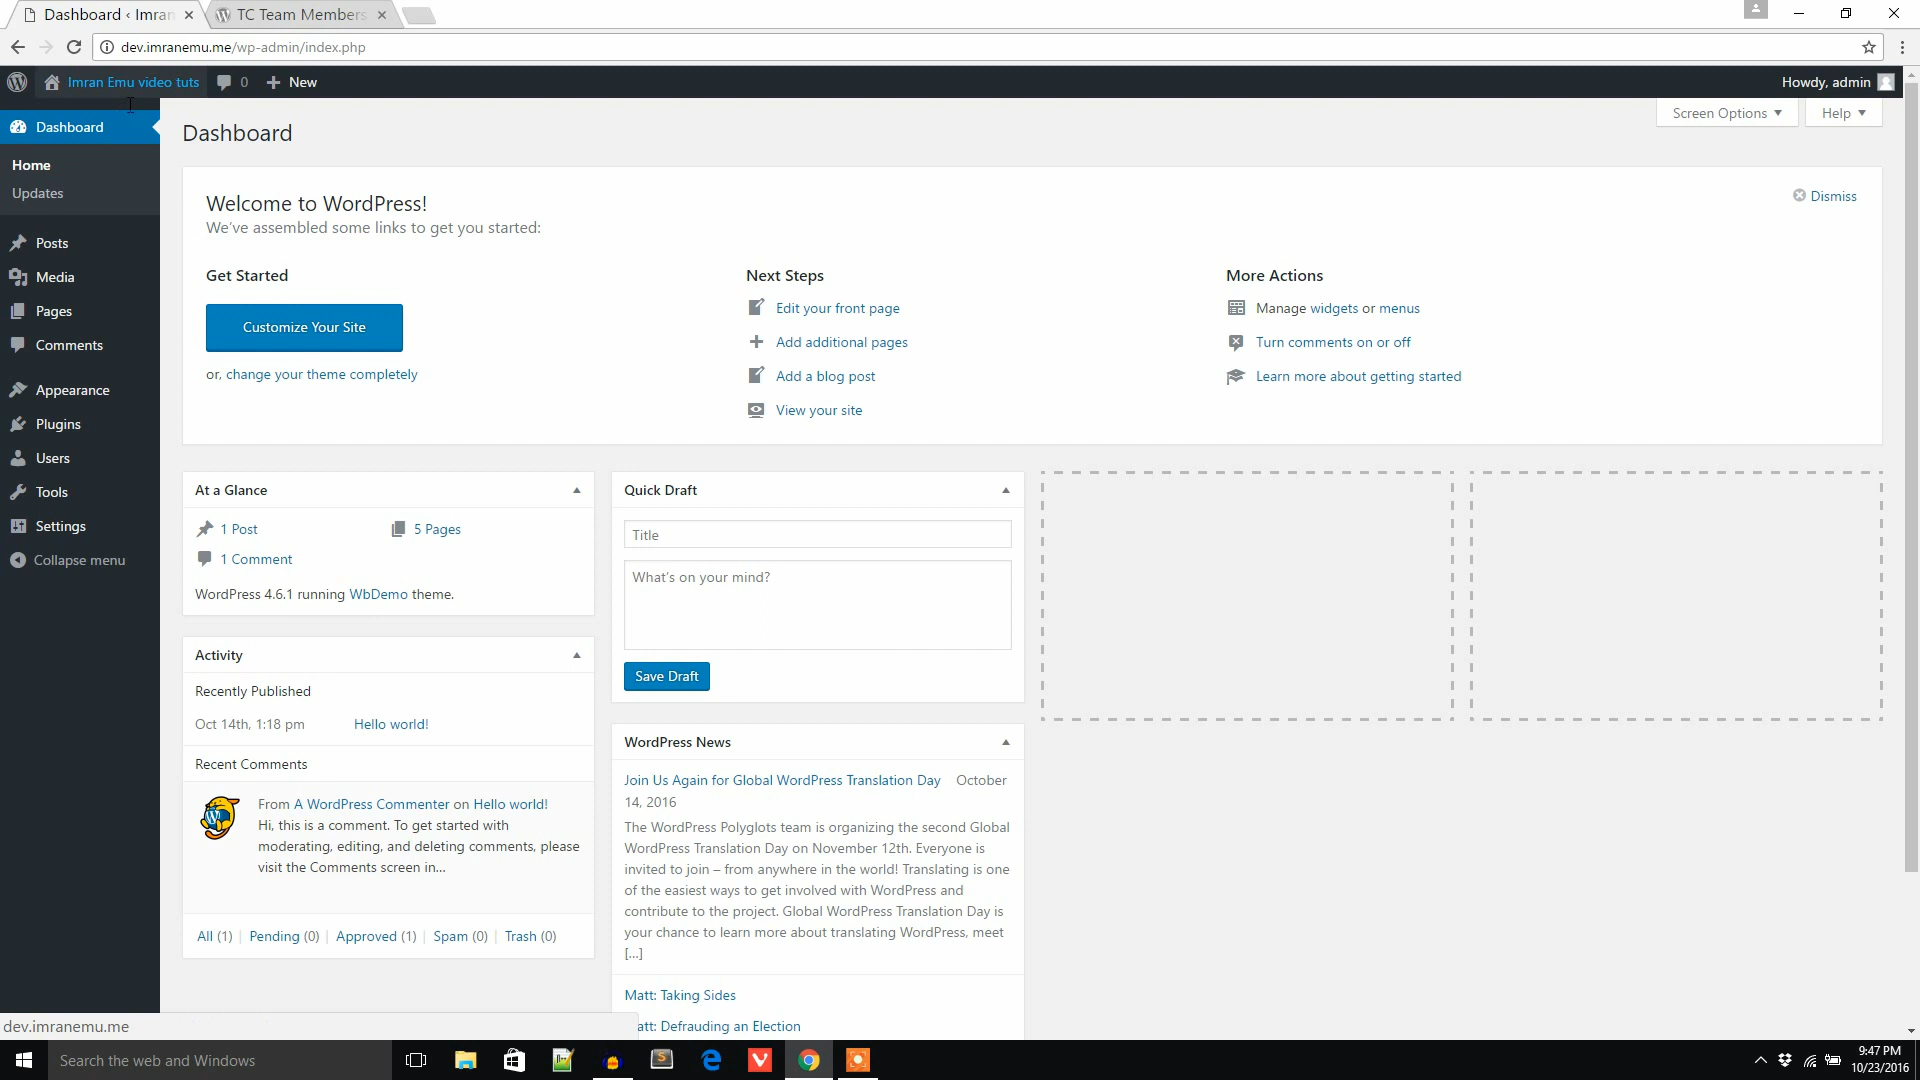 Dashboard ‹ Imran
TC Team Members
dev.imranemu.me/wp-admin/index.php
Imran Emu video tuts
0
New
Howdy, admin
Screen Options
Help
Dashboard
Home
Updates
Posts
Media
Pages
Comments
Appearance
Plugins
Users
Tools
Settings
Collapse menu
Dashboard
Welcome to WordPress!
We've assembled some links to get you started:
Dismiss
Get Started
Customize Your Site
or, change your theme completely
Next Steps
Edit your front page
Add additional pages
Add a blog post
View your site
More Actions
Manage widgets or menus
Turn comments on or off
Learn more about getting started
At a Glance
1 Post
5 Pages
1 Comment
WordPress 4.6.1 running WbDemo theme.
Activity
Recently Published
Oct 14th, 1:18 pm
Hello world!
Recent Comments
From A WordPress Commenter on Hello world!
Hi, this is a comment. To get started with
moderating, editing, and deleting comments, please
visit the Comments screen in…
All (1) | Pending (0) | Approved (1) | Spam (0) | Trash (0)
Quick Draft
Title
What's on your mind?
Save Draft
WordPress News
Join Us Again for Global WordPress Translation Day October
14, 2016
The WordPress Polyglots team is organizing the second Global
WordPress Translation Day on November 12th. Everyone is
invited to join – from anywhere in the world! Translating is one
of the easiest ways to get involved with WordPress and
contribute to the project. Global WordPress Translation Day is
your chance to learn more about translating WordPress, meet
[…]
Matt: Taking Sides
att: Defrauding an Election
dev.imranemu.me
Search the web and Windows
9:47 PM
10/23/2016